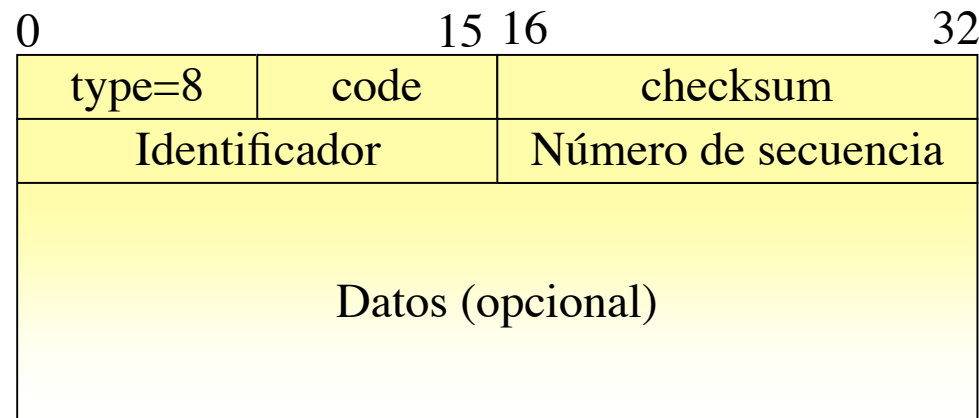 0 15 16 32
type=8 code checksum
Identificador Número de secuencia
Datos (opcional)